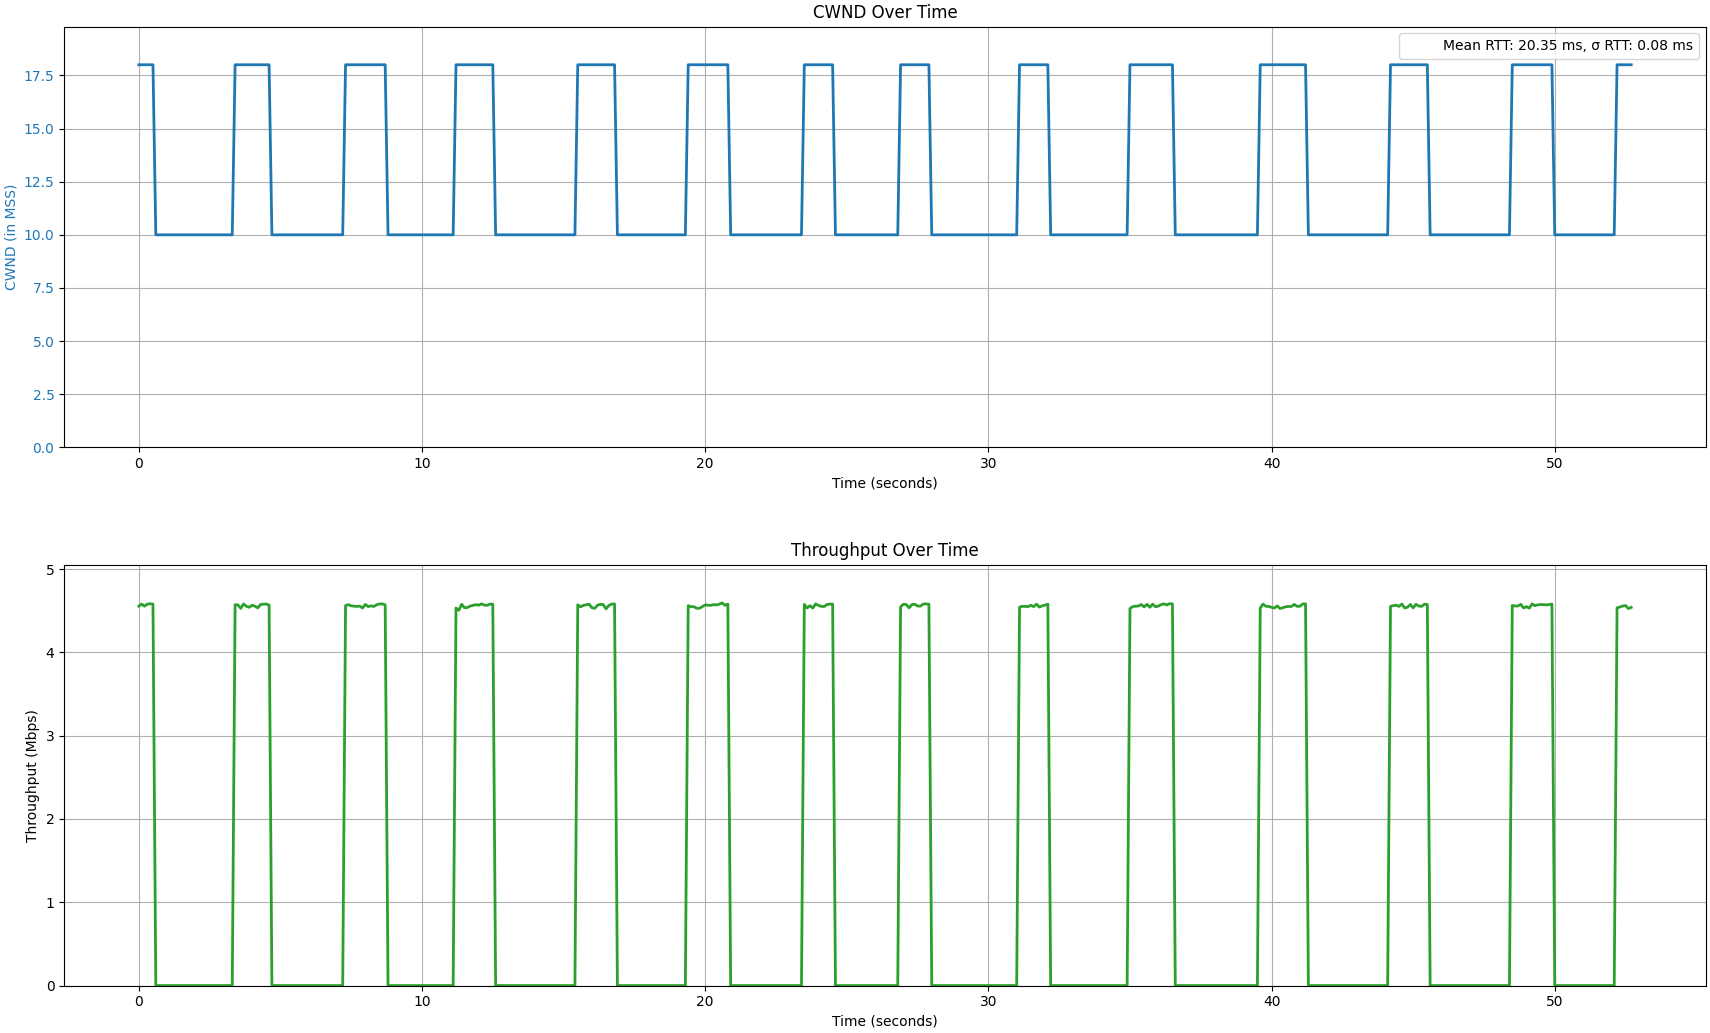 CWND Over Time
Mean RTT: 20.35 ms, σ RTT: 0.08 ms
CWND (in MSS)
17.5
15.0
12.5
10.0
7.5
5.0
2.5
0.0
0 10 20 30 40 50
Time (seconds)
Throughput Over Time
Throughput (Mbps)
5
4
3
2
1
0
0 10 20 30 40 50
Time (seconds)